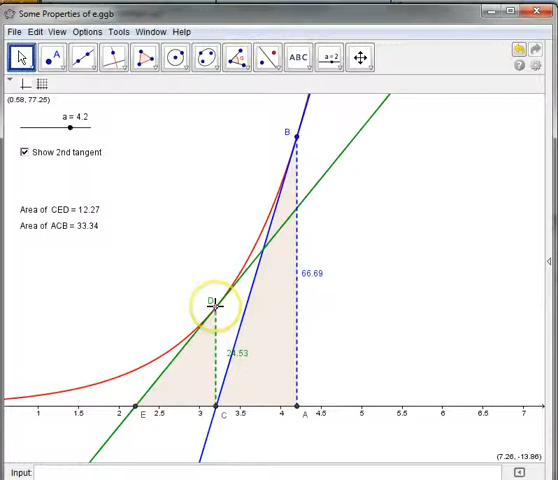 Some Properties of e.ggb
File Edit View Options Tools Window Help
A
α
ABC
a = 2
(0.58, 77.25)
a = 4.2
Show 2nd tangent
Area of CED = 12.27
Area of ACB = 33.34
B
D
66.69
24.53
E
C
A
1 1.5 2 2.5 3 3.5 4 4.5 5 5.5 6 6.5 7
(7.26, -13.86)
Input: